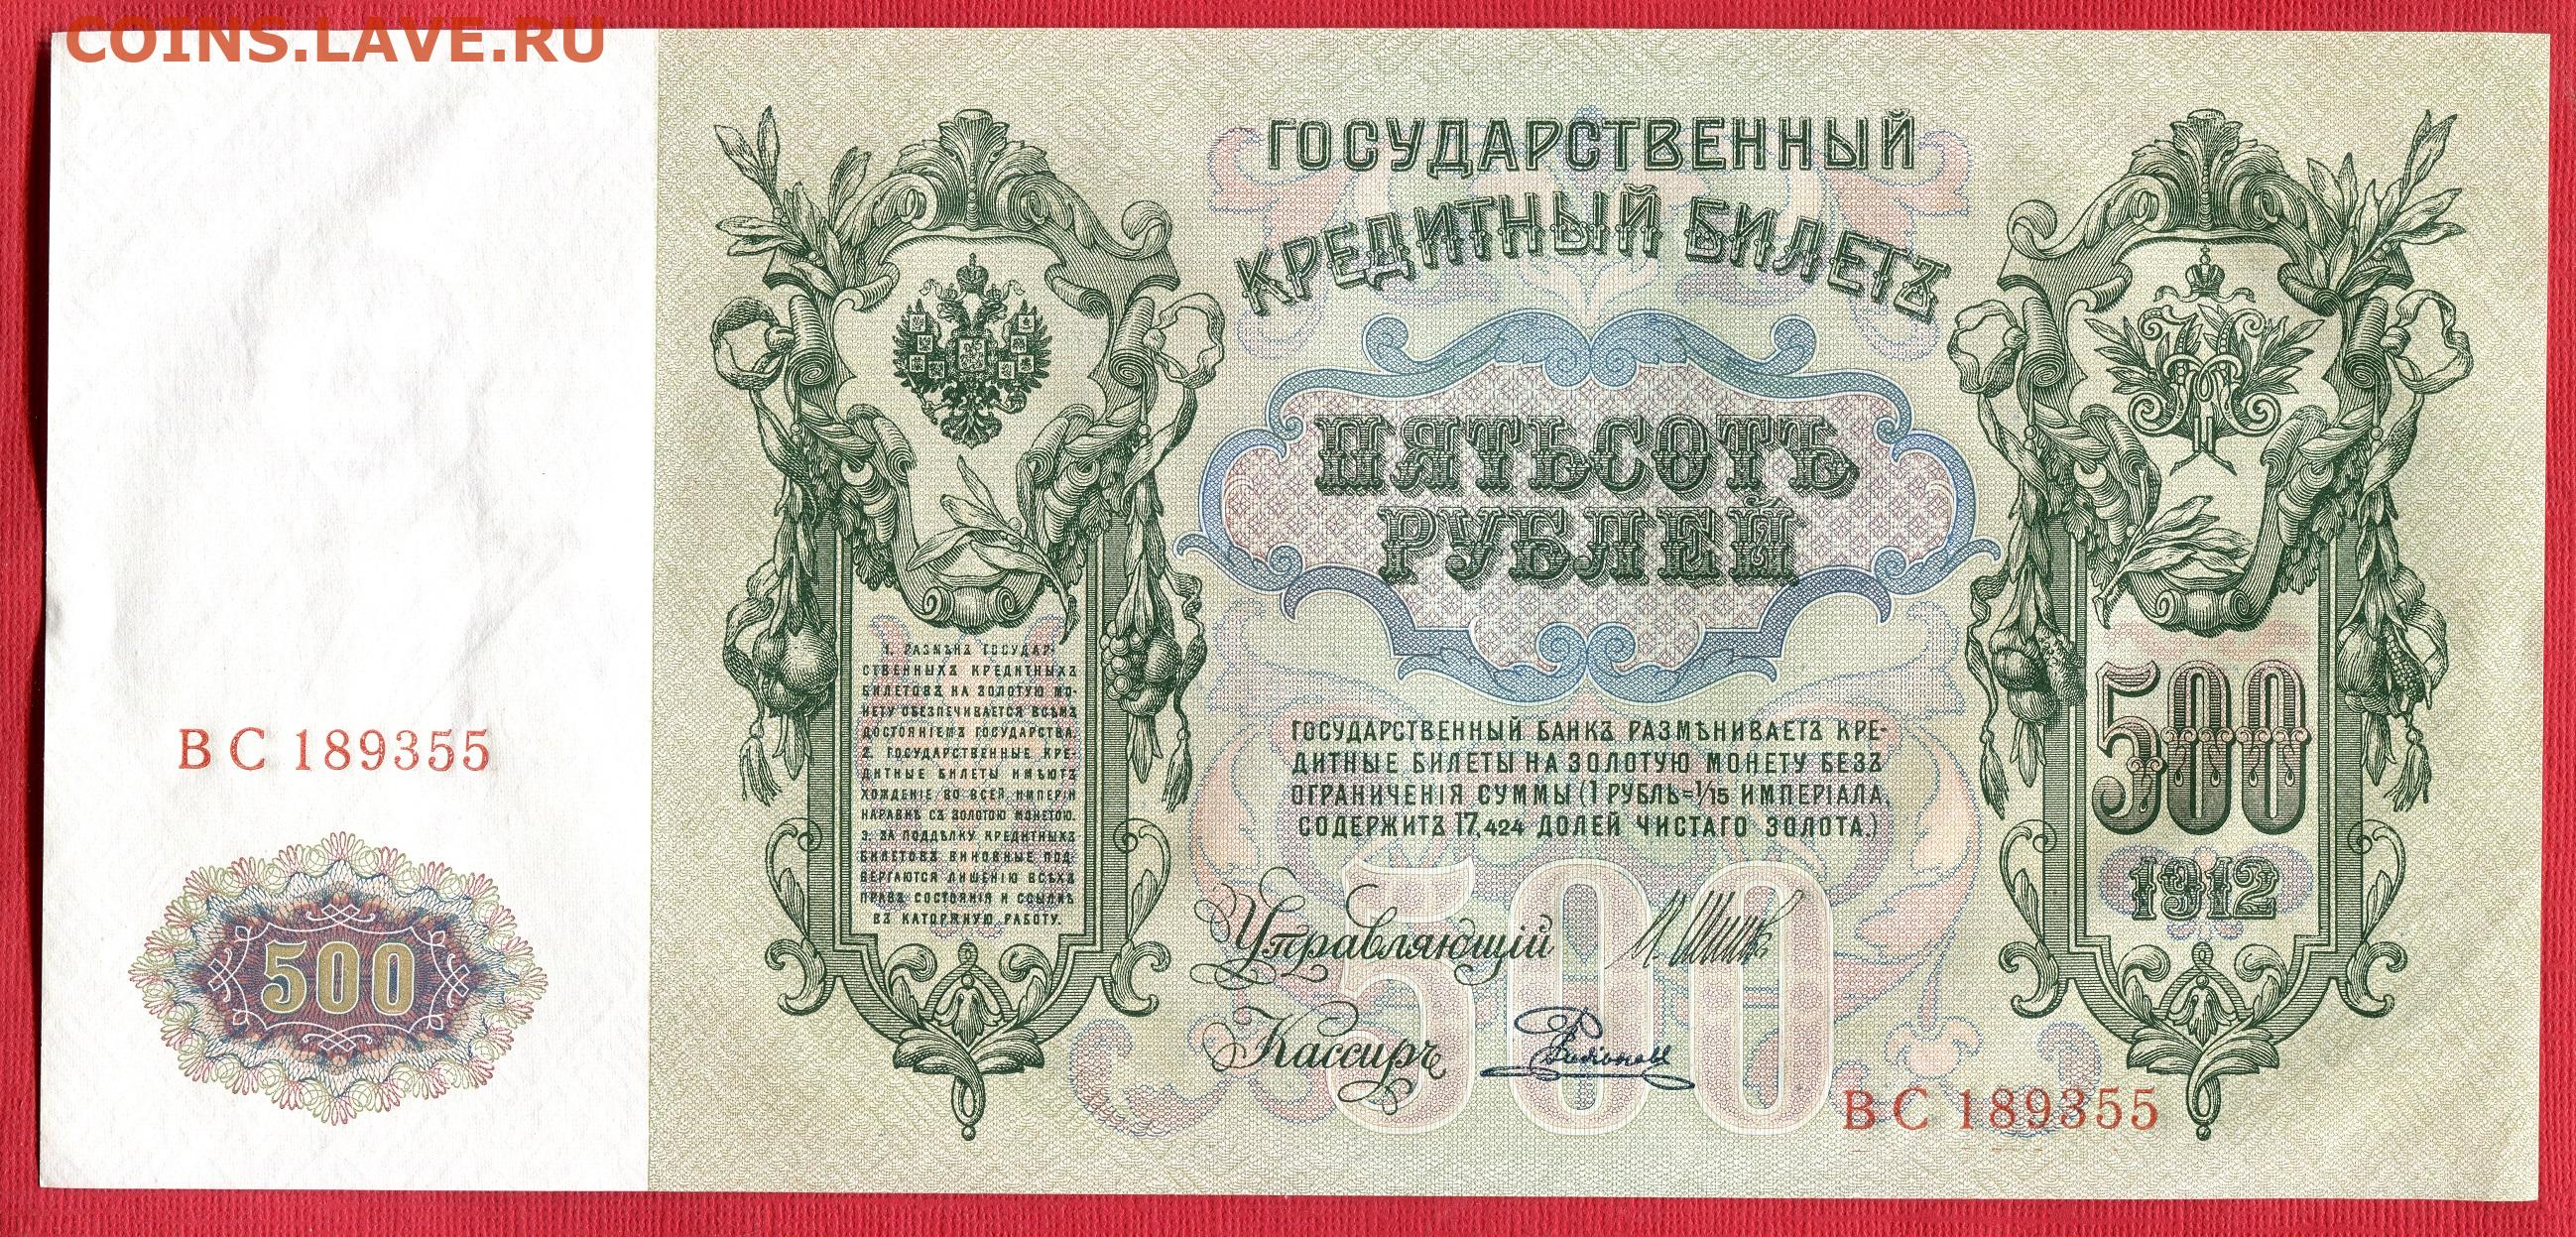 COINS.LAVE.RU
ГОСУДАРСТВЕННЫЙ
КРЕДИТНЫЙ БИЛЕТЪ
ПЯТЬСОТЪ
РУБЛЕЙ
1. РАЗМѢНЪ ГОСУДАР-
СТВЕННЫХЪ КРЕДИТНЫХЪ
БИЛЕТОВЪ НА ЗОЛОТУЮ МО-
НЕТУ ОБЕЗПЕЧИВАЕТСЯ ВСѢМЪ
ДОСТОЯНІЕМЪ ГОСУДАРСТВА.
2. ГОСУДАРСТВЕННЫЕ КРЕ-
ДИТНЫЕ БИЛЕТЫ ИМѢЮТЪ
ХОЖДЕНІЕ ВО ВСЕЙ ИМПЕРІИ
НАРАВНѢ СЪ ЗОЛОТОЮ МОНЕТОЮ.
3. ЗА ПОДДѢЛКУ КРЕДИТНЫХЪ
БИЛЕТОВЪ ВИНОВНЫЕ ПОД-
ВЕРГАЮТСЯ ЛИШЕНІЮ ВСѢХЪ
ПРАВЪ СОСТОЯНІЯ И ССЫЛКѢ
ВЪ КАТОРЖНУЮ РАБОТУ.
ГОСУДАРСТВЕННЫЙ БАНКЪ РАЗМѢНИВАЕТЪ КРЕ-
ДИТНЫЕ БИЛЕТЫ НА ЗОЛОТУЮ МОНЕТУ БЕЗЪ
ОГРАНИЧЕНІЯ СУММЫ (1 РУБЛЬ=1/15 ИМПЕРІАЛА,
СОДЕРЖИТЪ 17,424 ДОЛЕЙ ЧИСТАГО ЗОЛОТА.)
500
1912
ВС 189355
500
Управляющій И. Шипов
Кассиръ Родионов
500
ВС 189355